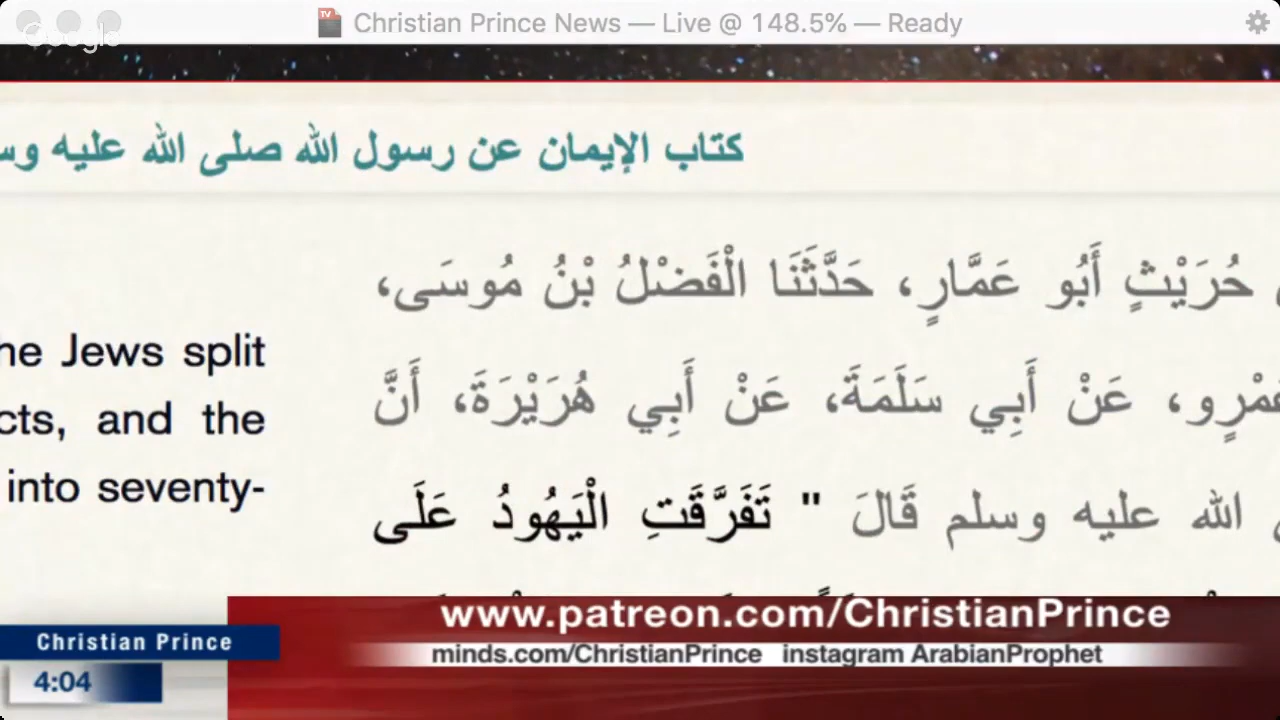 Christian Prince News — Live @ 148.5% — Ready
Google
كتاب الإيمان عن رسول الله صلى الله عليه وس
حُرَيْثٍ أَبُو عَمَّارٍ، حَدَّثَنَا الْفَضْلُ بْنُ مُوسَى،
عَمْرٍو، عَنْ أَبِي سَلَمَةَ، عَنْ أَبِي هُرَيْرَةَ، أَنَّ
الله عليه وسلم قَالَ " تَفَرَّقَتِ الْيَهُودُ عَلَى
he Jews split
cts, and the
into seventy-
www.patreon.com/ChristianPrince
minds.com/ChristianPrince instagram ArabianProphet
Christian Prince
4:04